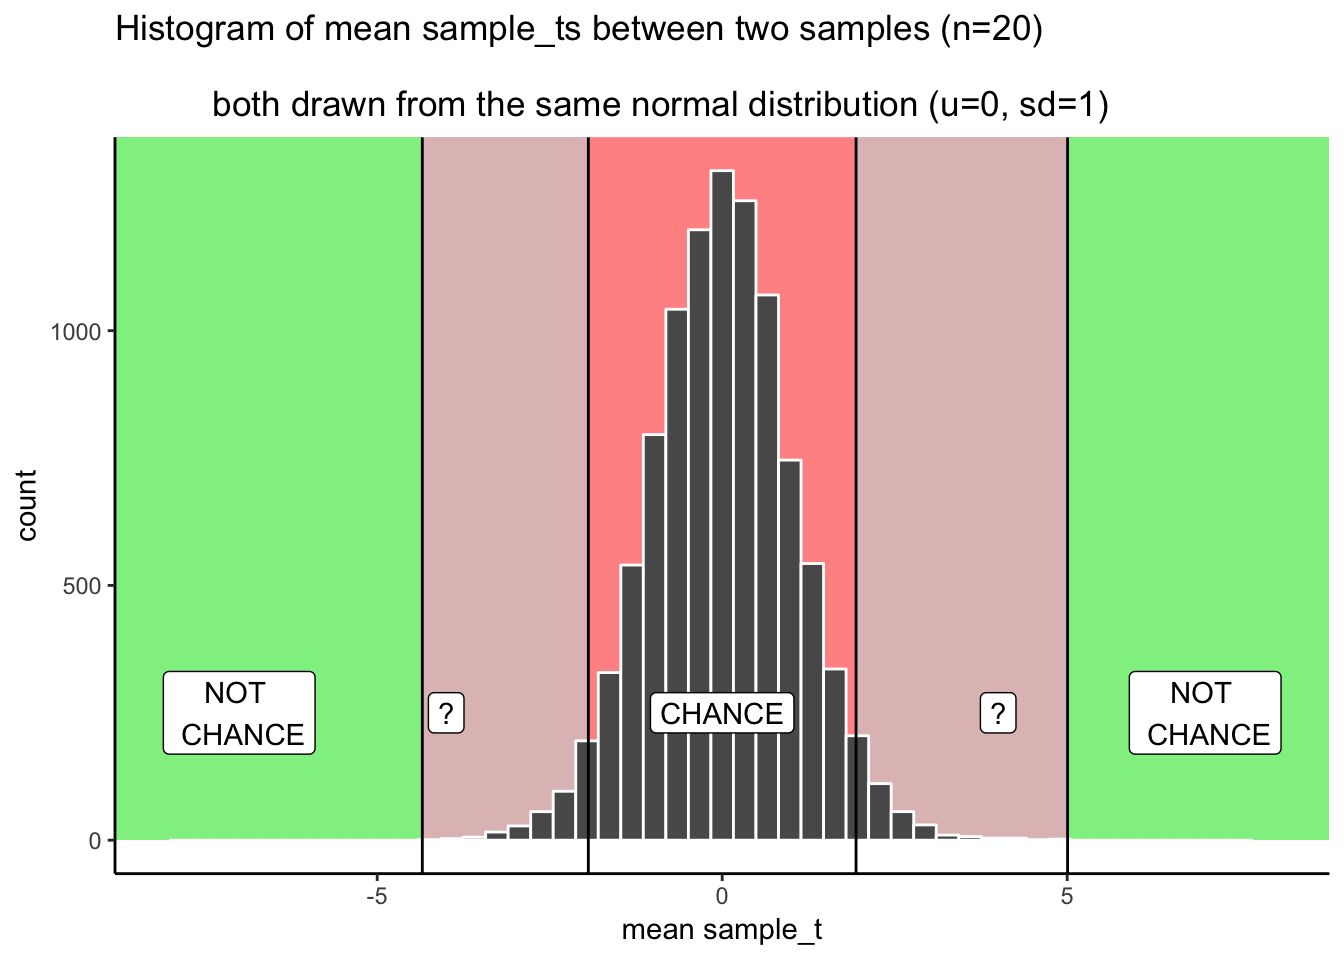 Histogram of mean sample_ts between two samples (n=20)
both drawn from the same normal distribution (u=0, sd=1)
count
1000
500
0
NOT
CHANCE
?
CHANCE
?
NOT
CHANCE
-5
0
5
mean sample_t